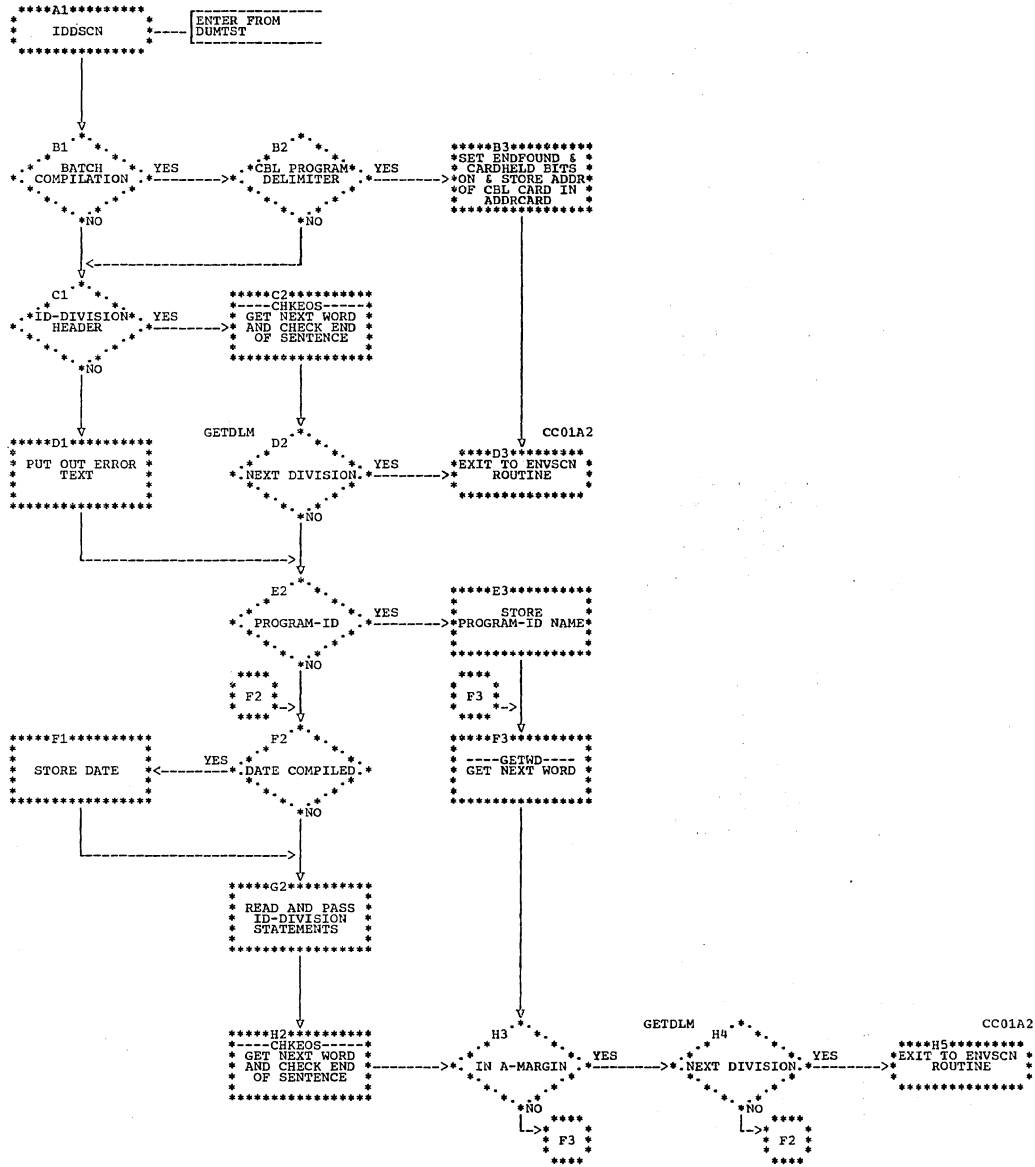 A1
IDDSCN
ENTER FROM
DUMTST
B1
BATCH
COMPILATION
YES
NO
B2
CBL PROGRAM
DELIMITER
YES
NO
B3
SET ENDFOUND &
CARDHELD BITS
ON & STORE ADDR
OF CBL CARD IN
ADDRCARD
C1
ID-DIVISION
HEADER
YES
NO
C2
CHKEOS
GET NEXT WORD
AND CHECK END
OF SENTENCE
D1
PUT OUT ERROR
TEXT
GETDLM
D2
NEXT DIVISION
YES
NO
CC01A2
D3
EXIT TO ENVSCN
ROUTINE
E2
PROGRAM-ID
YES
NO
E3
STORE
PROGRAM-ID NAME
F2
F3
F1
STORE DATE
YES
F2
DATE COMPILED
NO
F3
GETWD
GET NEXT WORD
G2
READ AND PASS
ID-DIVISION
STATEMENTS
H2
CHKEOS
GET NEXT WORD
AND CHECK END
OF SENTENCE
H3
IN A-MARGIN
YES
NO
F3
GETDLM
H4
NEXT DIVISION
YES
NO
F2
CC01A2
H5
EXIT TO ENVSCN
ROUTINE